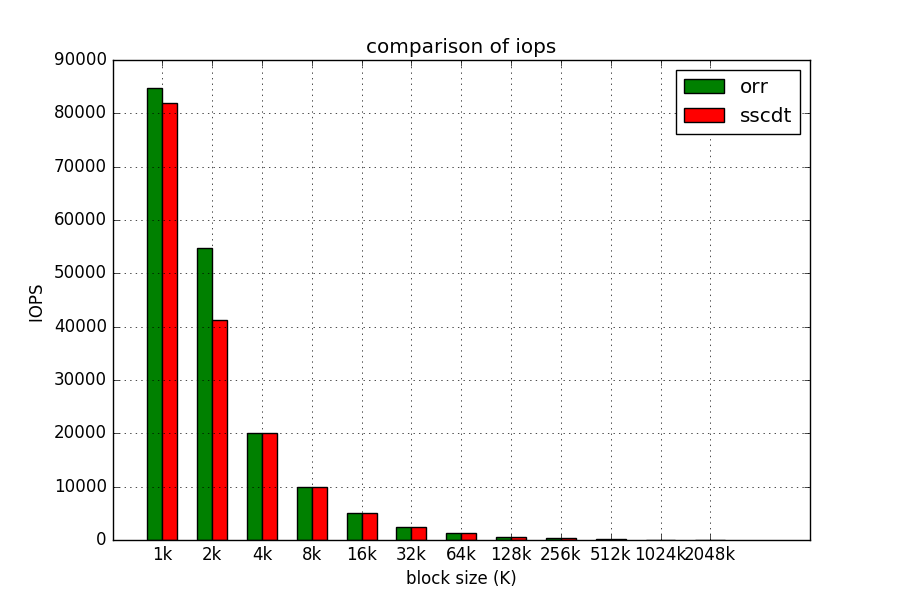 comparison of iops
90000
80000
70000
60000
50000
40000
30000
20000
10000
0
IOPS
orr
sscdt
1k 2k 4k 8k 16k 32k 64k 128k 256k 512k 1024k 2048k
block size (K)